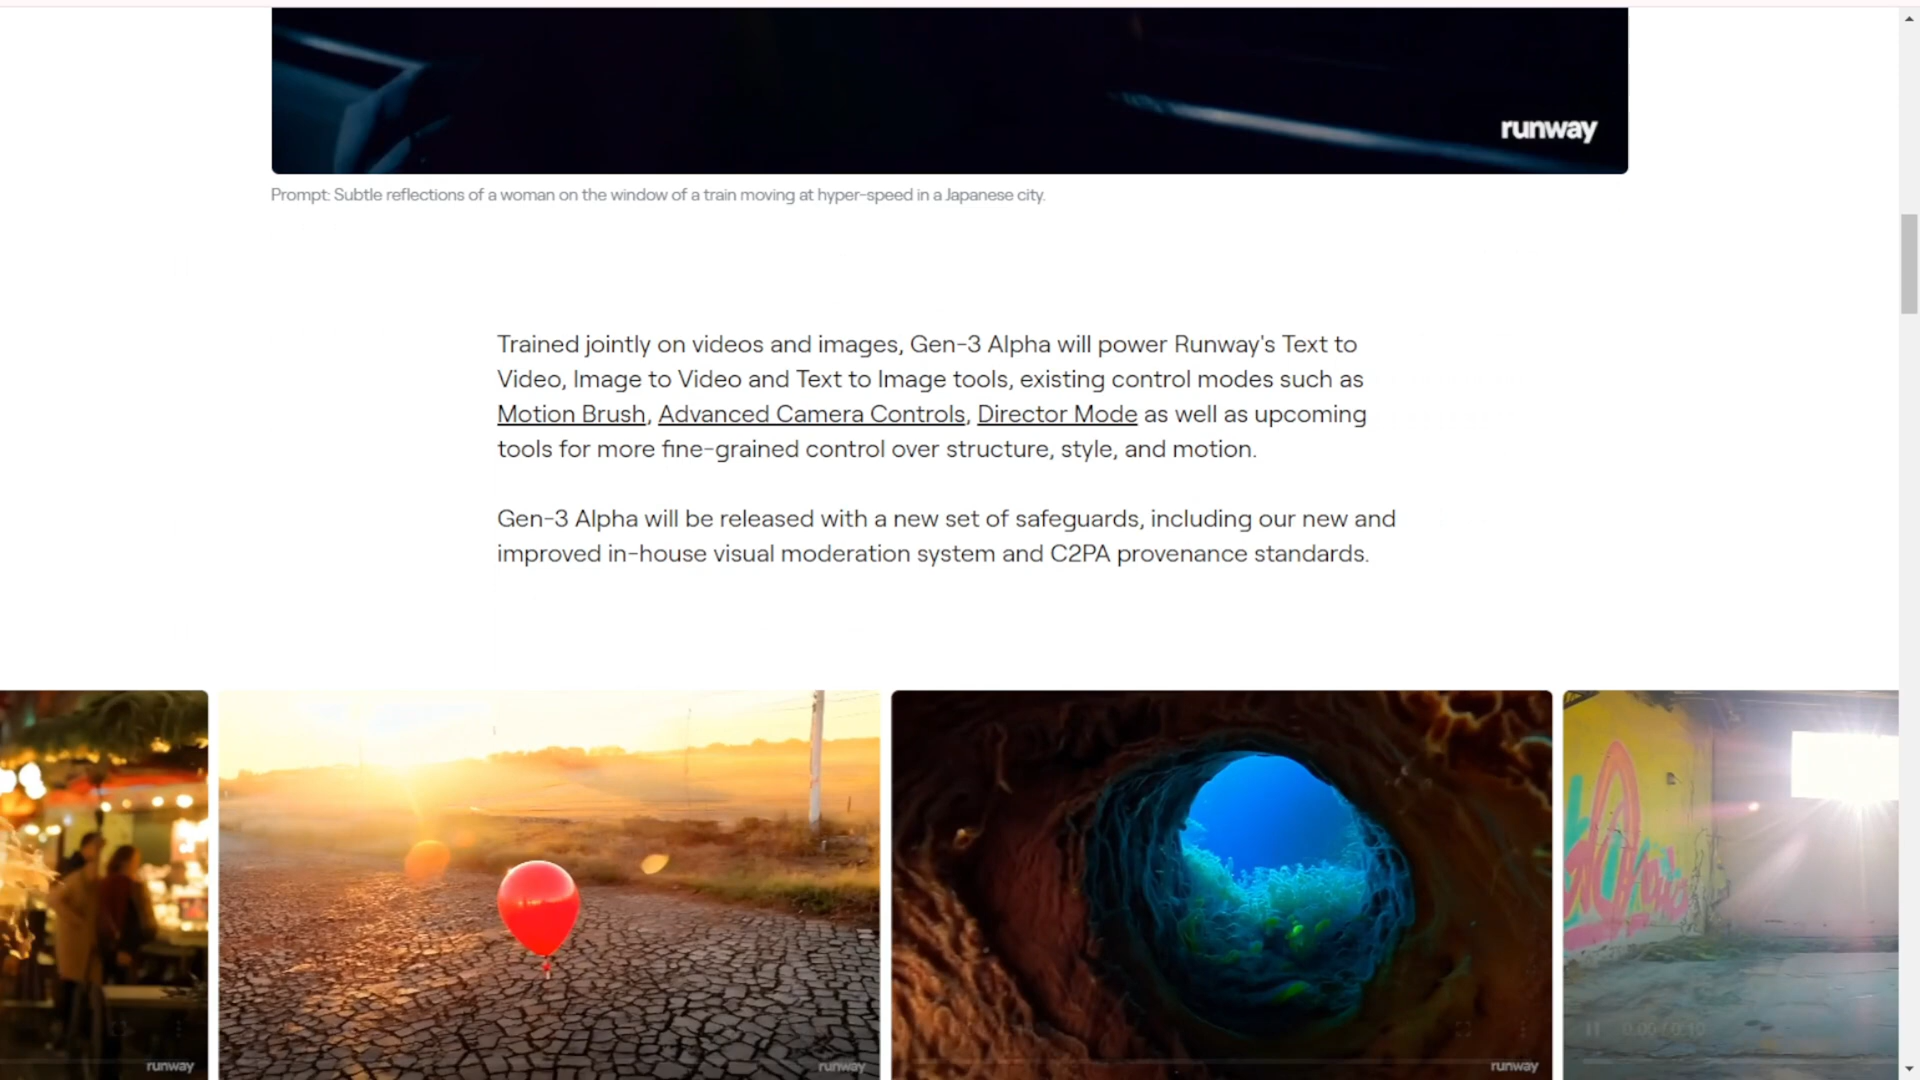 runway
Prompt: Subtle reflections of a woman on the window of a train moving at hyper-speed in a Japanese city.
Trained jointly on videos and images, Gen-3 Alpha will power Runway's Text to
Video, Image to Video and Text to Image tools, existing control modes such as
Motion Brush, Advanced Camera Controls, Director Mode as well as upcoming
tools for more fine-grained control over structure, style, and motion.
Gen-3 Alpha will be released with a new set of safeguards, including our new and
improved in-house visual moderation system and C2PA provenance standards.
0:00 / 0:10
runway
runway
runway